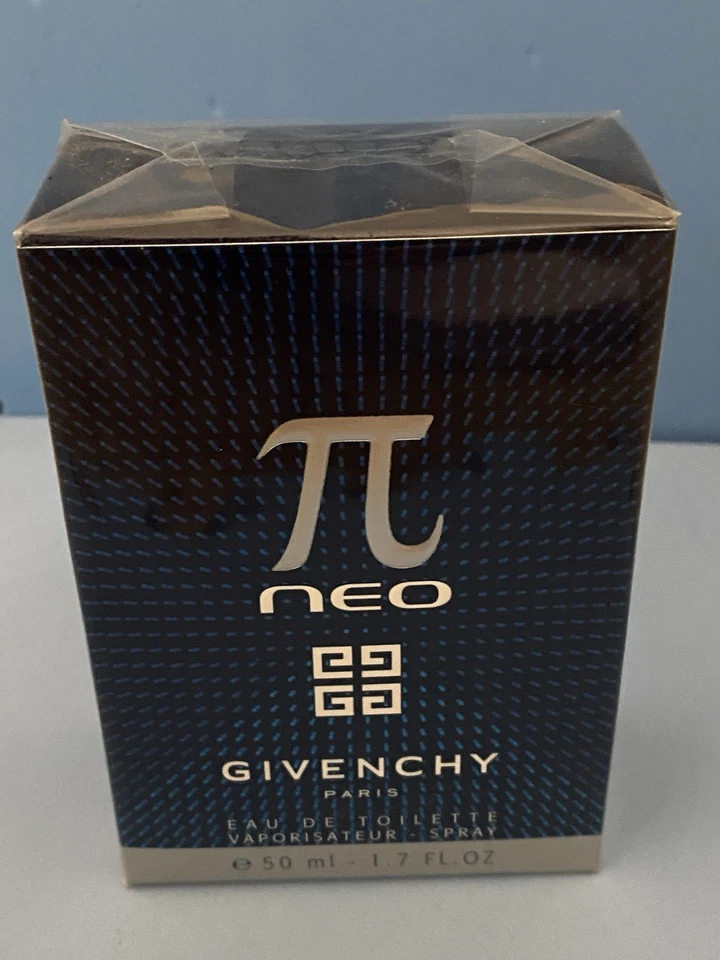 π
neo
GIVENCHY
PARIS
EAU DE TOILETTE
VAPORISATEUR - SPRAY
℮ 50 ml - 1.7 FL.OZ